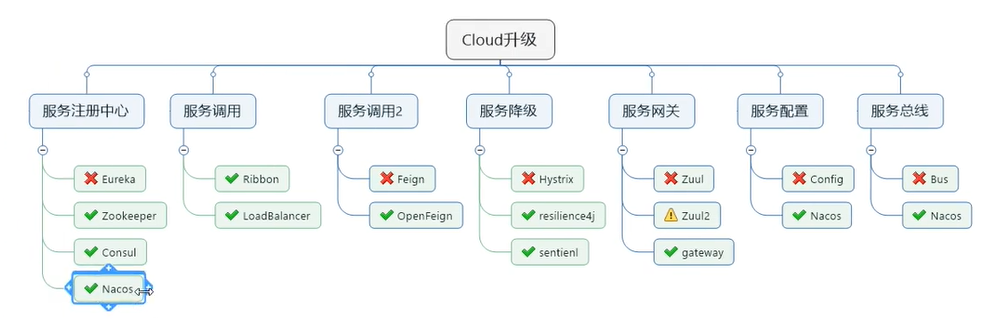 Cloud升级
服务注册中心
服务调用
服务调用2
服务降级
服务网关
服务配置
服务总线
Eureka
Zookeeper
Consul
Nacos
Ribbon
LoadBalancer
Feign
OpenFeign
Hystrix
resilience4j
sentienl
Zuul
Zuul2
gateway
Config
Nacos
Bus
Nacos